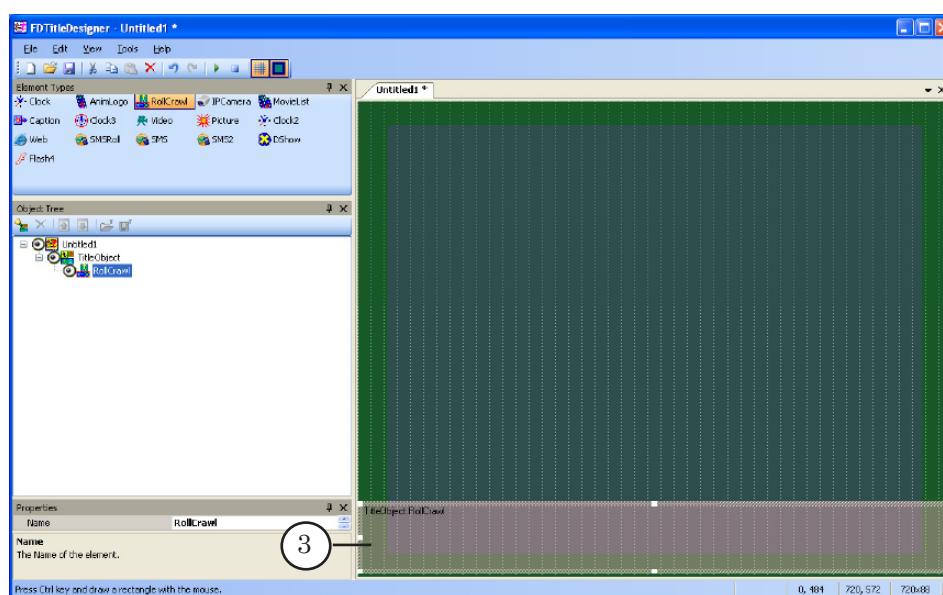 FDTitleDesigner - Untitled1 *
File Edit View Tools Help
Element Types
Untitled1 *
Clock AnimLogo RollCrawl IPCamera MovieList
Caption Clock3 Video Picture Clock2
Web SMSRoll SMS SMS2 DShow
Flash4
Object Tree
Untitled1
TitleObject
RollCrawl
Properties
TitleObject.RollCrawl
Name RollCrawl
Name
The Name of the element.
3
Press Ctrl key and draw a rectangle with the mouse.
0, 484 720, 572 720x88